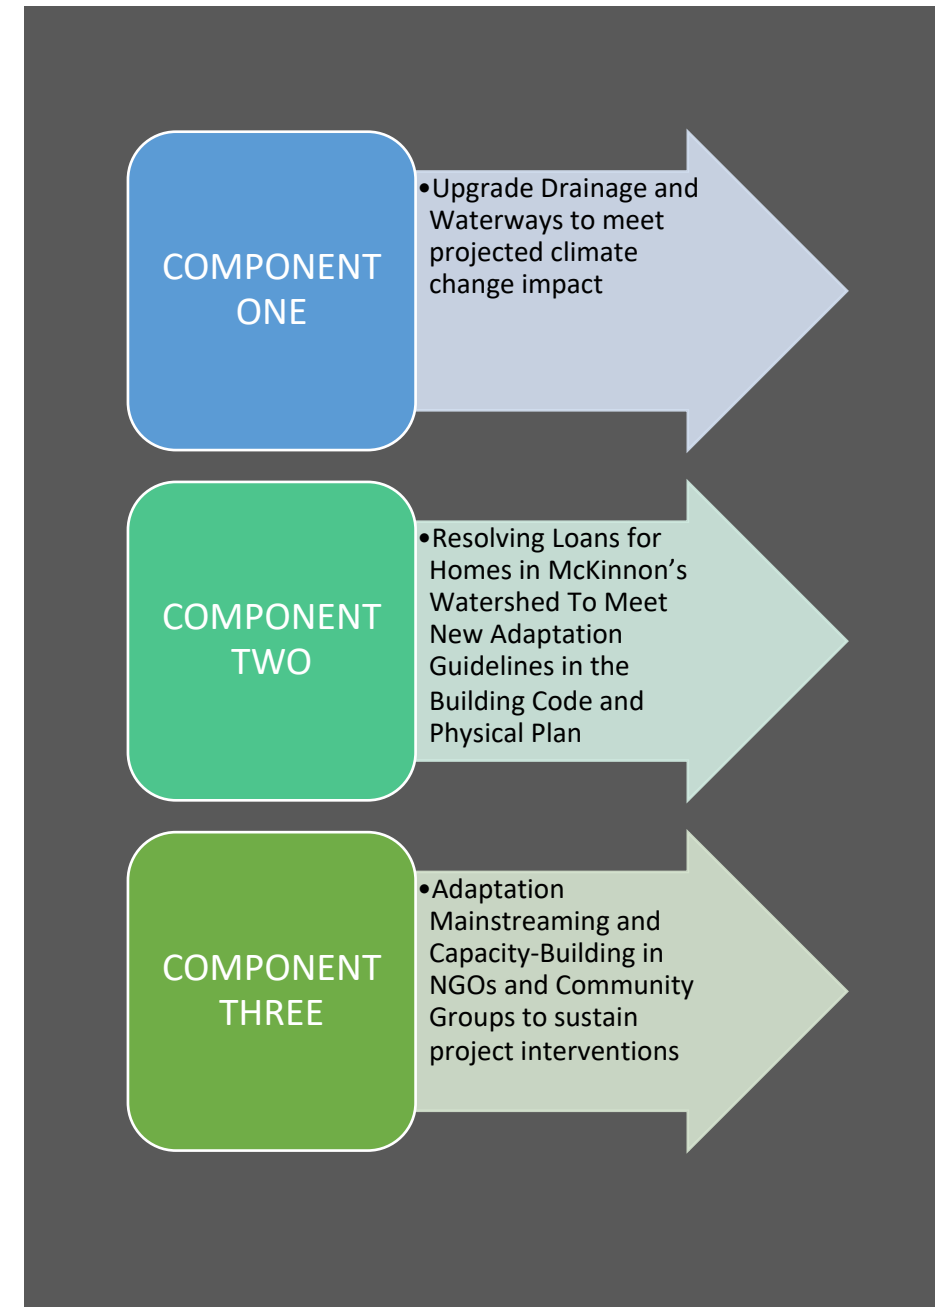 COMPONENT
ONE
•Upgrade Drainage and
Waterways to meet
projected climate
change impact
COMPONENT
TWO
•Resolving Loans for
Homes in McKinnon’s
Watershed To Meet
New Adaptation
Guidelines in the
Building Code and
Physical Plan
COMPONENT
THREE
•Adaptation
Mainstreaming and
Capacity-Building in
NGOs and Community
Groups to sustain
project interventions